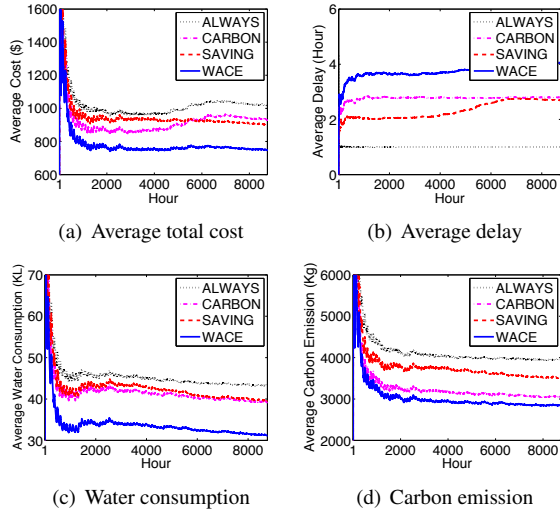 1600
1400
1200
1000
800
600
Average Cost ($)
ALWAYS
CARBON
SAVING
WACE
1 2000 4000 6000 8000
Hour
(a) Average total cost
6
4
2
0
Average Delay (Hour)
ALWAYS
CARBON
SAVING
WACE
1 2000 4000 6000 8000
Hour
(b) Average delay
70
60
50
40
30
Average Water Consumption (KL)
ALWAYS
CARBON
SAVING
WACE
1 2000 4000 6000 8000
Hour
(c) Water consumption
6000
5000
4000
3000
2000
Average Carbon Emission (Kg)
ALWAYS
CARBON
SAVING
WACE
1 2000 4000 6000 8000
Hour
(d) Carbon emission